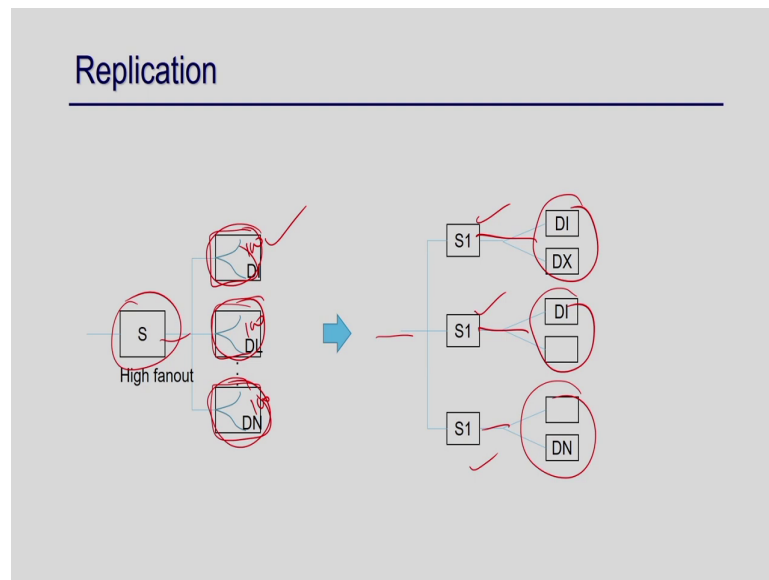 Replication
S
High fanout
DI
DL
DN
S1
DI
DX
S1
DI
S1
DN